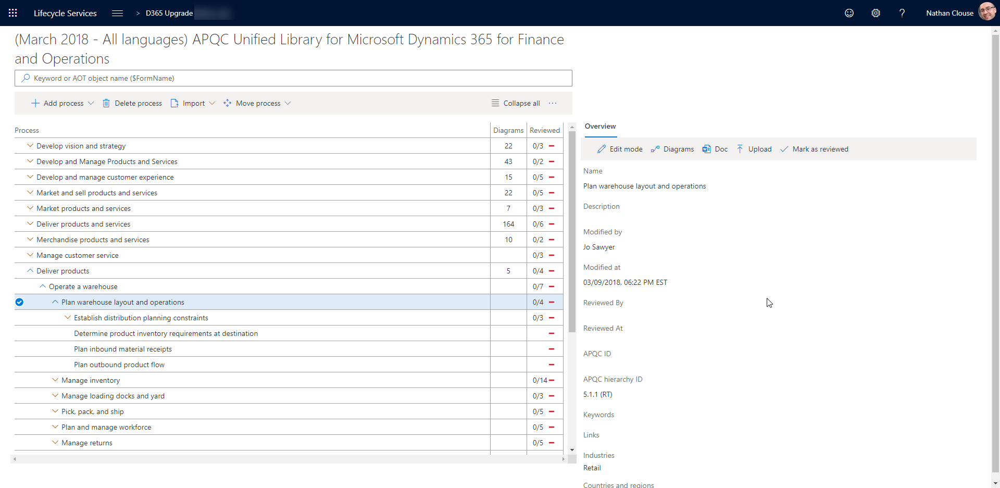 Lifecycle Services > D365 Upgrade ? Nathan Clouse
(March 2018 - All languages) APQC Unified Library for Microsoft Dynamics 365 for Finance
and Operations
Keyword or AOT object name ($FormName)
Add process Delete process Import Move process Collapse all ...
Process Diagrams Reviewed
Develop vision and strategy 22 0/3
Develop and Manage Products and Services 43 0/2
Develop and manage customer experience 15 0/5
Market and sell products and services 22 0/5
Market products and services 7 0/3
Deliver products and services 164 0/6
Merchandise products and services 10 0/2
Manage customer service 0/3
Deliver products 5 0/4
Operate a warehouse 0/7
Plan warehouse layout and operations 0/4
Establish distribution planning constraints 0/3
Determine product inventory requirements at destination
Plan inbound material receipts
Plan outbound product flow
Manage inventory 0/14
Manage loading docks and yard 0/3
Pick, pack, and ship 0/5
Plan and manage workforce 0/5
Manage returns 0/5
Overview
Edit mode Diagrams Doc Upload Mark as reviewed
Name
Plan warehouse layout and operations
Description
Modified by
Jo Sawyer
Modified at
03/09/2018, 06:22 PM EST
Reviewed By
Reviewed At
APQC ID
APQC hierarchy ID
5.1.1 (RT)
Keywords
Links
Industries
Retail
Countries and regions